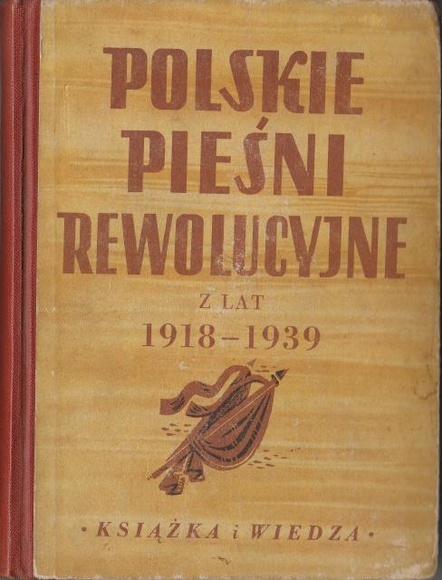 POLSKIE
PIEŚNI
REWOLUCYJNE
Z LAT
1918–1939
• KSIĄŻKA i WIEDZA •